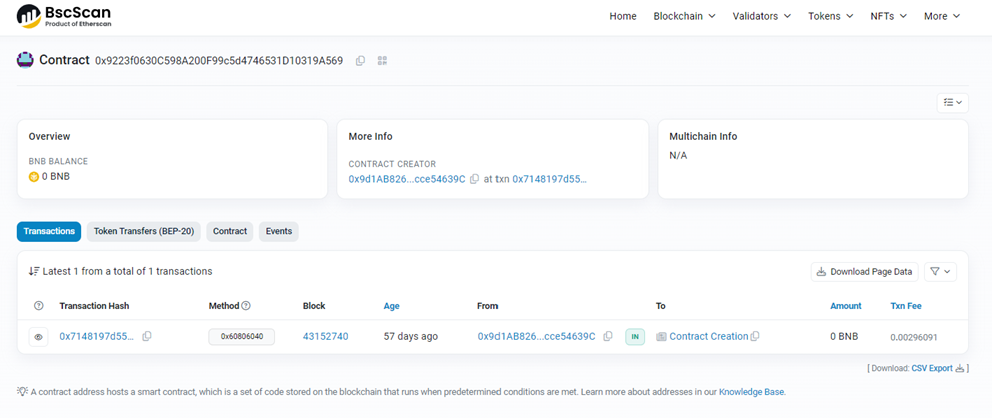 BscScan
Product of Etherscan
Home Blockchain Validators Tokens NFTs More
Contract 0x9223f0630C598A200F99c5d4746531D10319A569
Overview
BNB BALANCE
0 BNB
More Info
CONTRACT CREATOR
0x9d1AB826...cce54639C at txn 0x7148197d55...
Multichain Info
N/A
Transactions Token Transfers (BEP-20) Contract Events
Latest 1 from a total of 1 transactions
Download Page Data
Transaction Hash Method Block Age From To Amount Txn Fee
0x7148197d55... 0x60806040 43152740 57 days ago 0x9d1AB826...cce54639C IN Contract Creation 0 BNB 0.00296091
[ Download: CSV Export ]
A contract address hosts a smart contract, which is a set of code stored on the blockchain that runs when predetermined conditions are met. Learn more about addresses in our Knowledge Base.